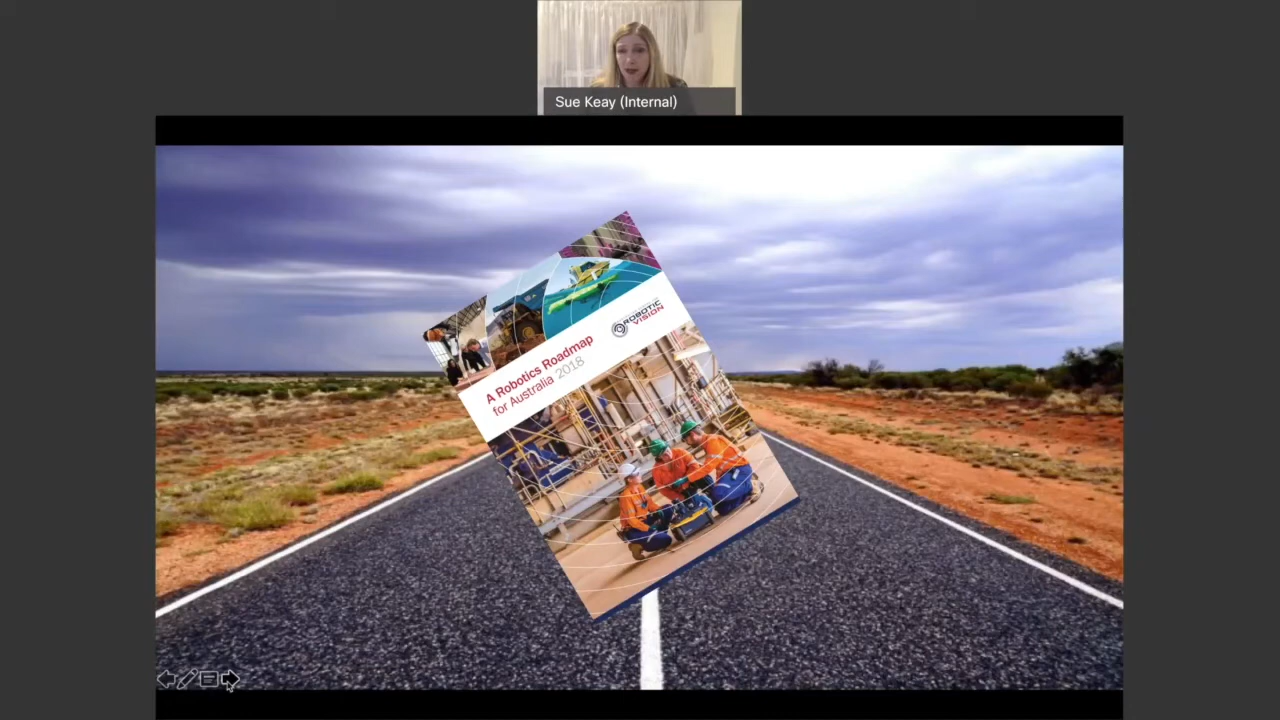 Sue Keay (Internal)
ROBOTIC
VISION
A Robotics Roadmap
for Australia 2018